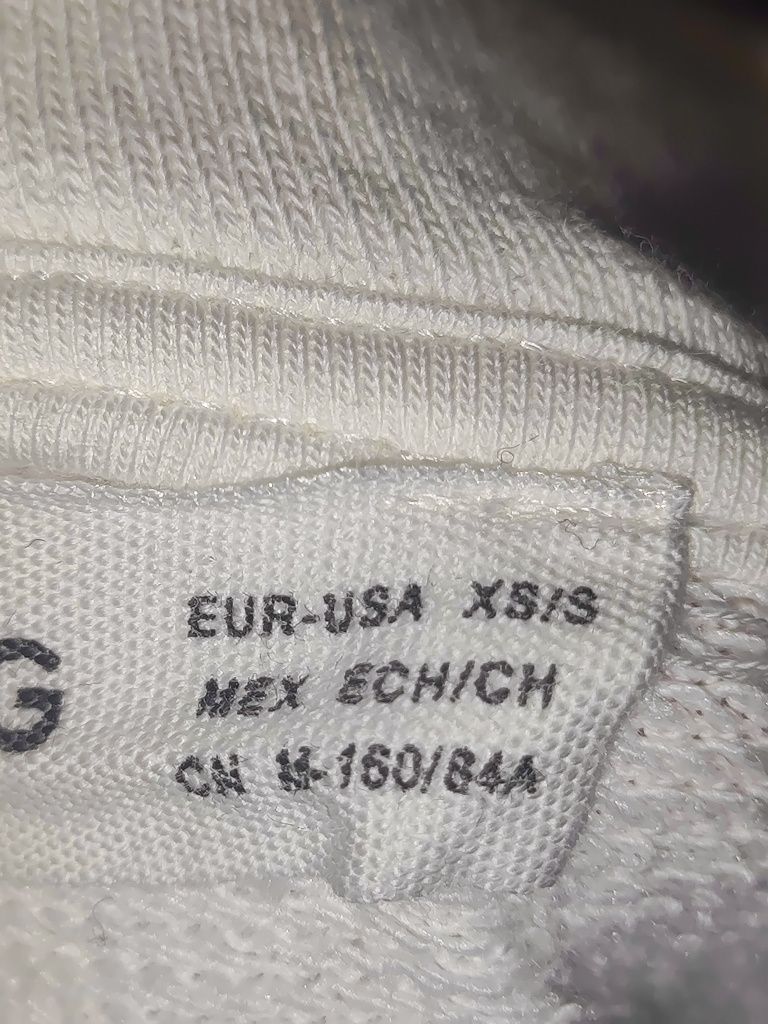 G
EUR-USA XS/S
MEX ECH/CH
CN M-160/84A